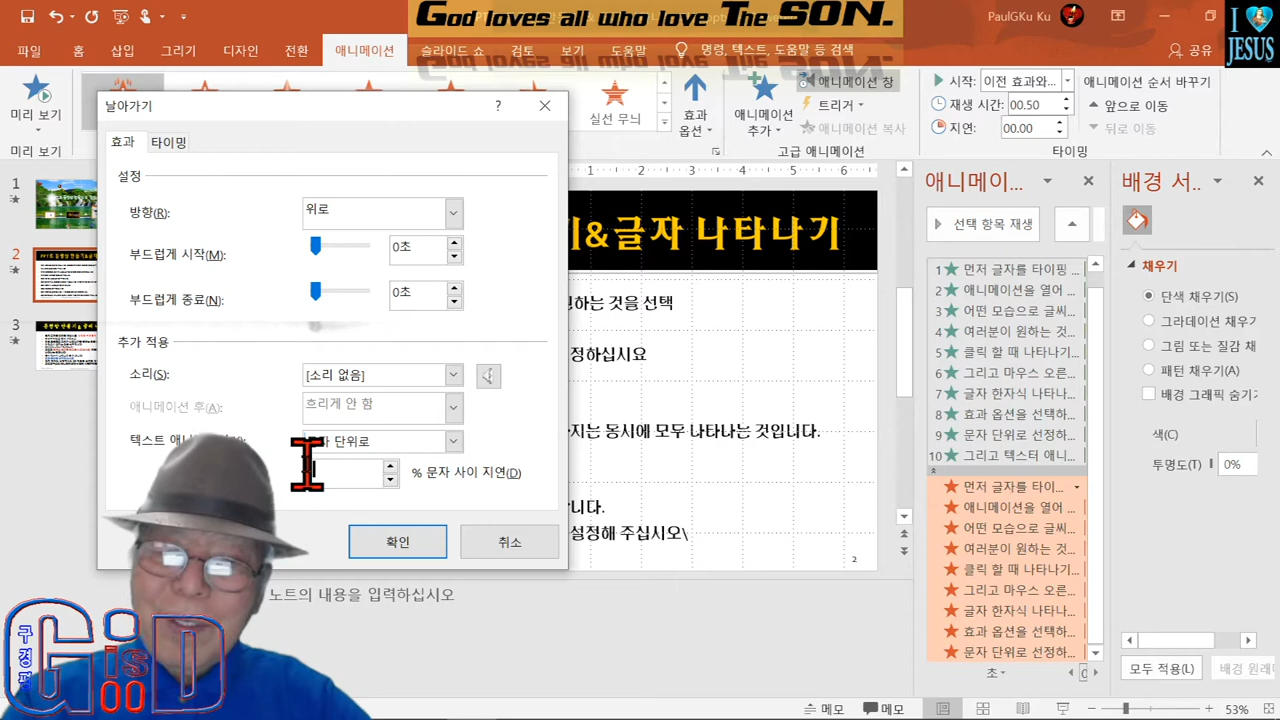 God loves all who love The SON.
PaulGKu Ku
I
JESUS
파일 홈 삽입 그리기 디자인 전환 애니메이션 슬라이드 쇼 검토 보기 도움말 명령, 텍스트, 도움말 등 검색 공유
미리 보기
미리 보기
실선 무늬
효과 옵션
애니메이션 추가
애니메이션 창
트리거
애니메이션 복사
고급 애니메이션
시작: 이전 효과와...
재생 시간: 00.50
지연: 00.00
애니메이션 순서 바꾸기
앞으로 이동
뒤로 이동
타이밍
날아가기 ?
효과 타이밍
설정
방향(R): 위로
부드럽게 시작(M): 0초
부드럽게 종료(N): 0초
추가 적용
소리(S): [소리 없음]
애니메이션 후(A): 흐리게 안 함
텍스트 단위로
% 문자 사이 지연(D)
확인 취소
1
2
3
1 2 3 4 5 6
기&글자 나타나기
하는 것을 선택
정하십시요
지는 동시에 모두 나타나는 것입니다.
니다.
설정해 주십시오\
2
노트의 내용을 입력하십시오
애니메이...
선택 항목 재생
먼저 글자를 타이핑
애니메이션을 열어
어떤 모습으로 글씨
여러분이 원하는 것
클릭 할 때 나타나기
6 그리고 마우스 오른
7 글자 한자식 나타나
8 효과 옵션을 선택하
9 문자 단위로 선정하
10 그리고 텍스터 애니
먼저 글자를 타이...
애니메이션을 열어...
어떤 모습으로 글...
여러분이 원하는 것...
클릭 할 때 나타나...
그리고 마우스 오른...
글자 한자식 나타나...
효과 옵션을 선택하...
문자 단위로 선정하...
초
배경 서...
채우기
단색 채우기(S)
그라데이션 채우기
그림 또는 질감 채
패턴 채우기(A)
배경 그래픽 숨기
색(C)
투명도(T) 0%
모두 적용(L) 배경 원래
메모 메모 53%
구경평
God is
GOOD